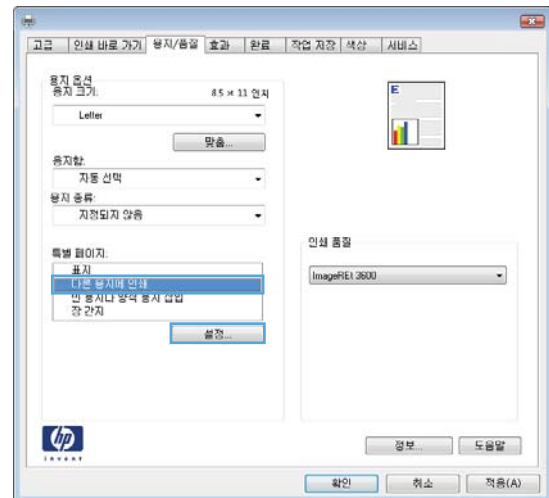 고급 인쇄 바로 가기 용지/품질 효과 완료 작업 저장 색상 서비스
용지 옵션
용지 크기: 8.5 × 11 인치
Letter
맞춤...
용지함:
자동 선택
용지 종류:
지정되지 않음
특별 페이지:
표지
다른 용지에 인쇄
빈 용지나 양식 용지 삽입
장 간지
설정...
E
인쇄 품질
ImageREt 3600
hp
invent
정보... 도움말
확인 취소 적용(A)